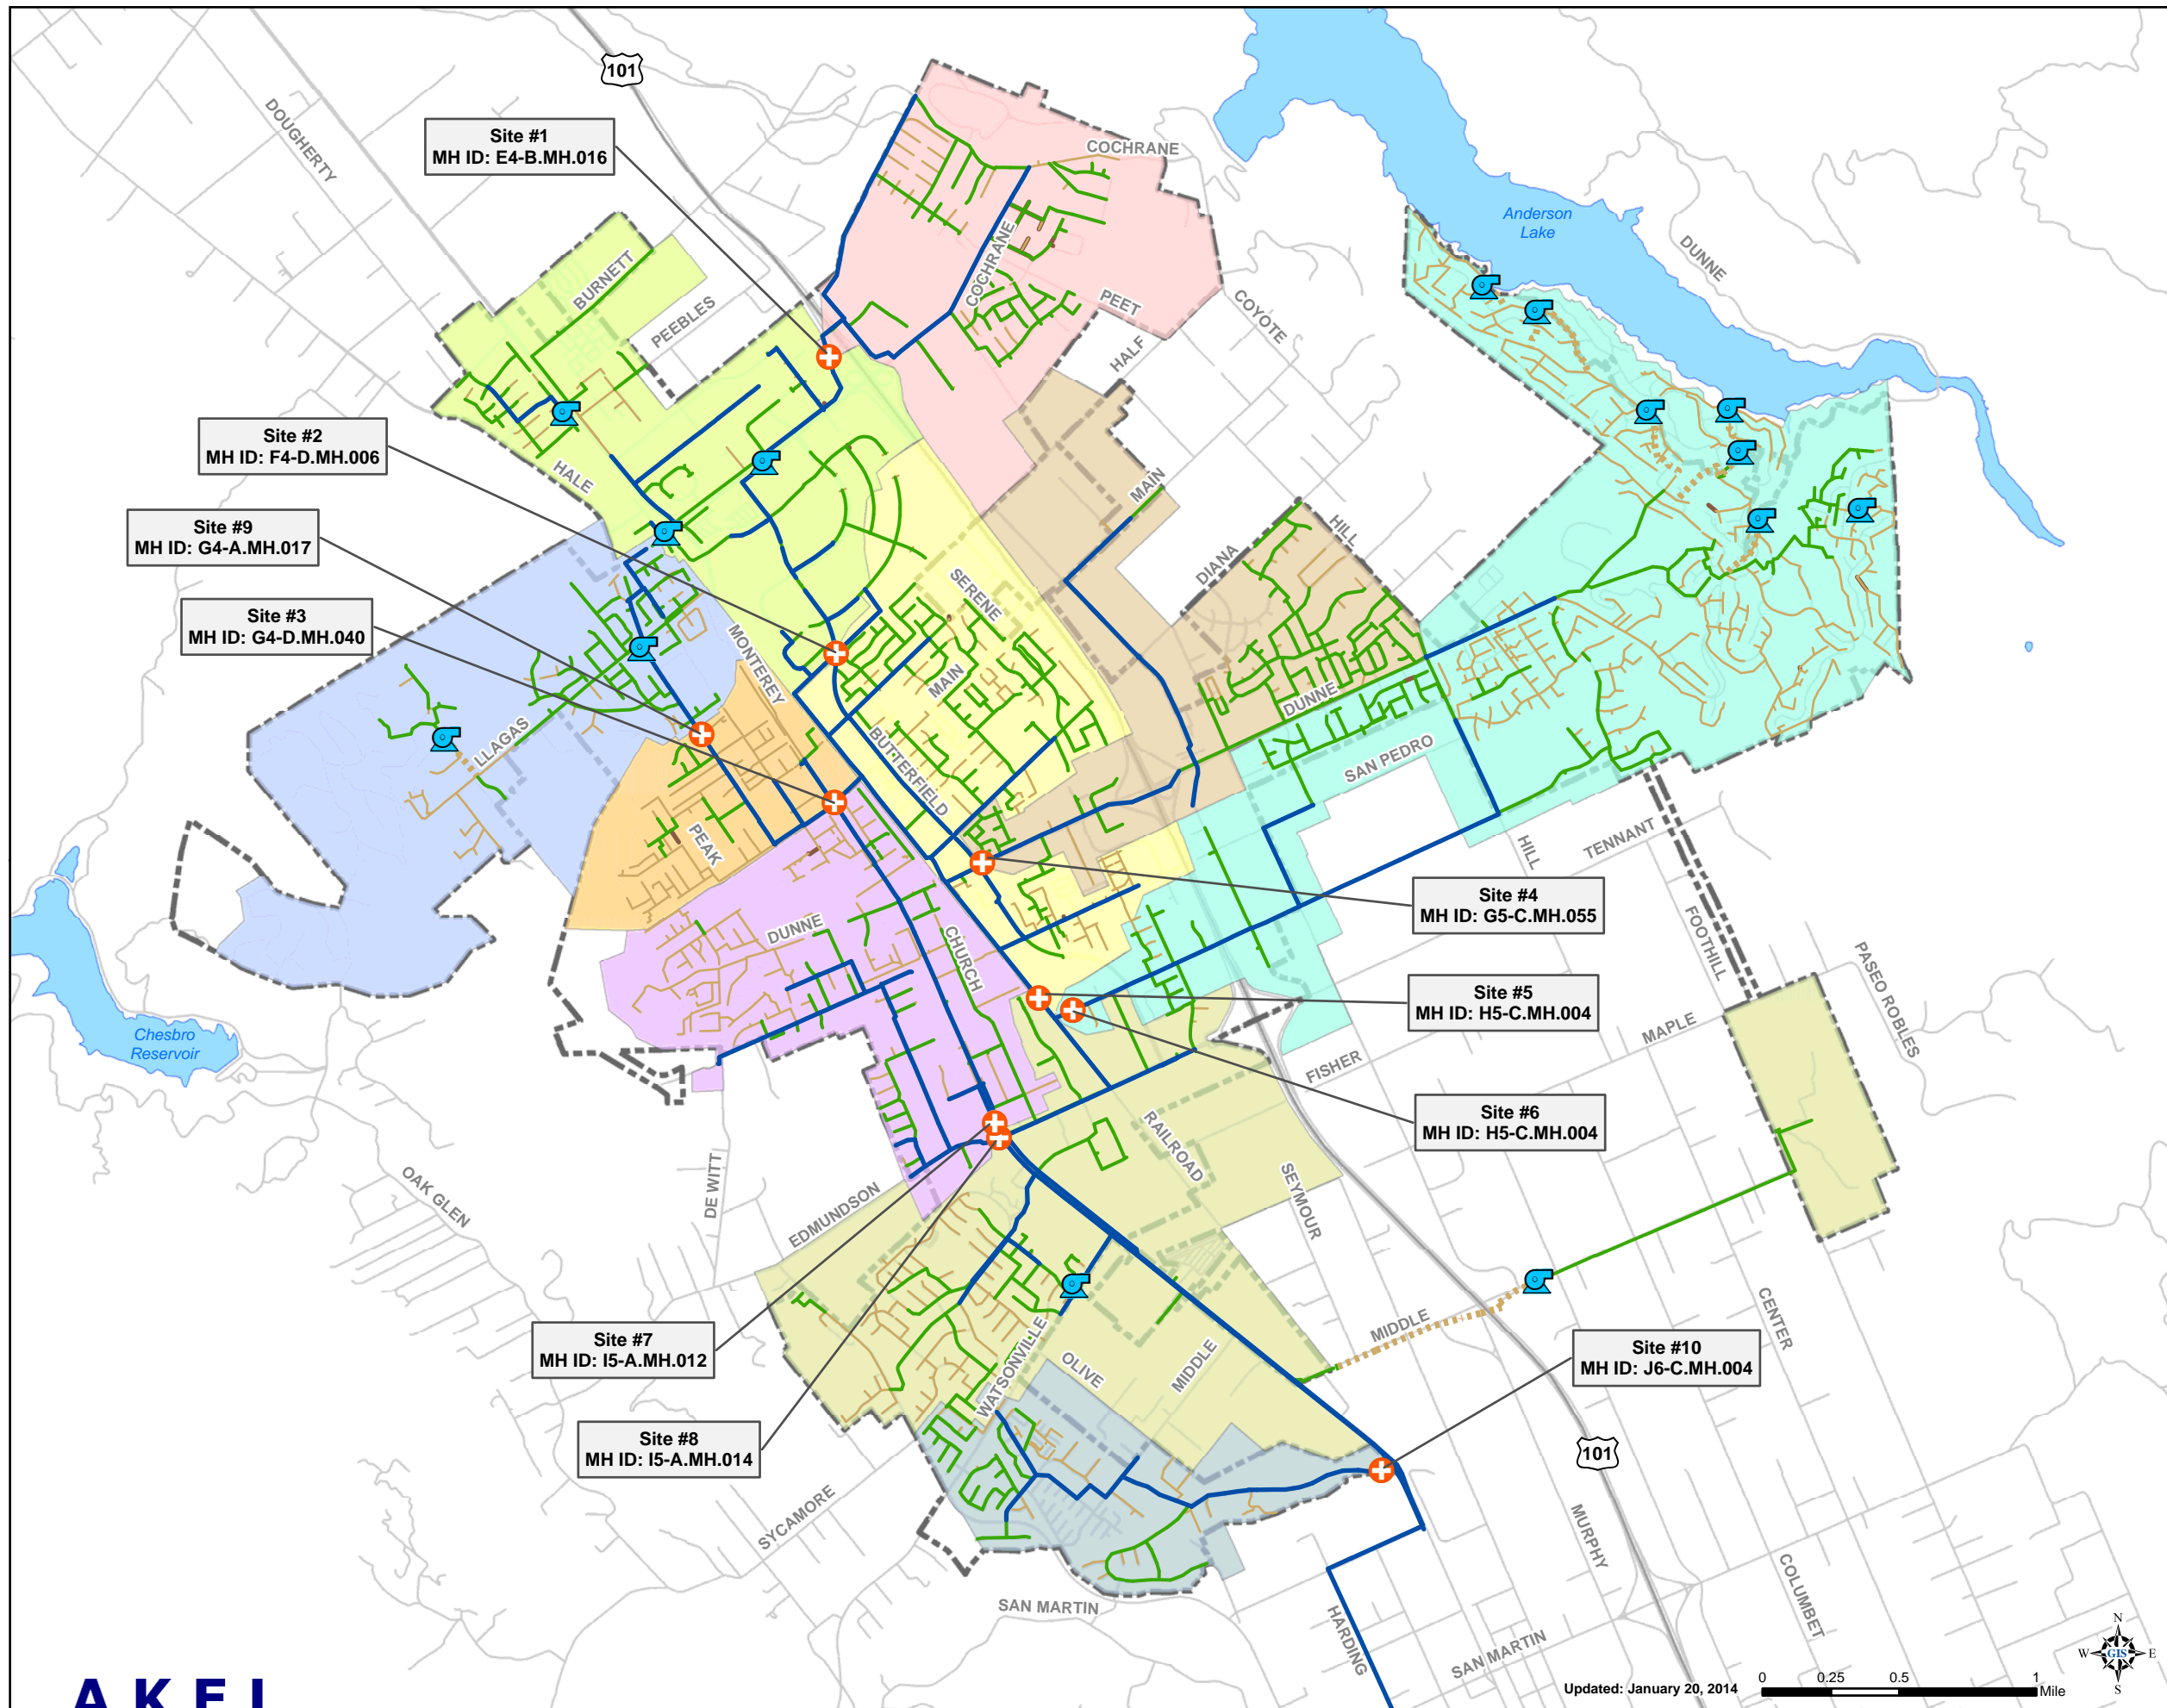 101
DOUGHERTY
Site #1
MH ID: E4-B.MH.016
COCHRANE
Anderson
Lake
DUNNE
BURNETT
COCHRANE
PEEBLES
PEET
COYOTE
HALF
Site #2
MH ID: F4-D.MH.006
HALE
MAIN
Site #9
MH ID: G4-A.MH.017
HILL
DIANA
SERENE
Site #3
MH ID: G4-D.MH.040
MONTEREY
MAIN
DUNNE
LLAGAS
BUTTERFIELD
SAN PEDRO
PEAK
HILL
TENNANT
Site #4
MH ID: G5-C.MH.055
DUNNE
CHURCH
FOOTHILL
PASEO ROBLES
Site #5
MH ID: H5-C.MH.004
Chesbro
Reservoir
MAPLE
FISHER
Site #6
MH ID: H5-C.MH.004
RAILROAD
OAK GLEN
DE WITT
EDMUNDSON
SEYMOUR
CENTER
Site #7
MH ID: I5-A.MH.012
MIDDLE
WATSONVILLE
OLIVE
MIDDLE
Site #10
MH ID: J6-C.MH.004
Site #8
MH ID: I5-A.MH.014
101
SYCAMORE
MURPHY
COLUMBET
SAN MARTIN
HARDING
SAN MARTIN
N
W GIS E
S
Updated: January 20, 2014
0 0.25 0.5 1
Mile
AKEL